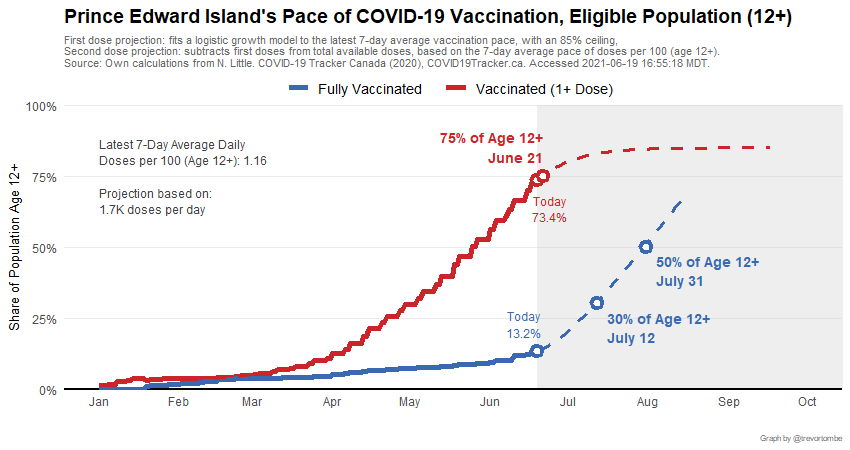 Prince Edward Island's Pace of COVID-19 Vaccination, Eligible Population (12+)
First dose projection: fits a logistic growth model to the latest 7-day average vaccination pace, with an 85% ceiling,
Second dose projection: subtracts first doses from total available doses, based on the 7-day average pace of doses per 100 (age 12+).
Source: Own calculations from N. Little. COVID-19 Tracker Canada (2020), COVID19Tracker.ca. Accessed 2021-06-19 16:55:18 MDT.
Fully Vaccinated
Vaccinated (1+ Dose)
Share of Population Age 12+
100%
75%
50%
25%
0%
Latest 7-Day Average Daily
Doses per 100 (Age 12+): 1.16
Projection based on:
1.7K doses per day
75% of Age 12+
June 21
Today
73.4%
50% of Age 12+
July 31
Today
13.2%
30% of Age 12+
July 12
Jan
Feb
Mar
Apr
May
Jun
Jul
Aug
Sep
Oct
Graph by @trevortombe